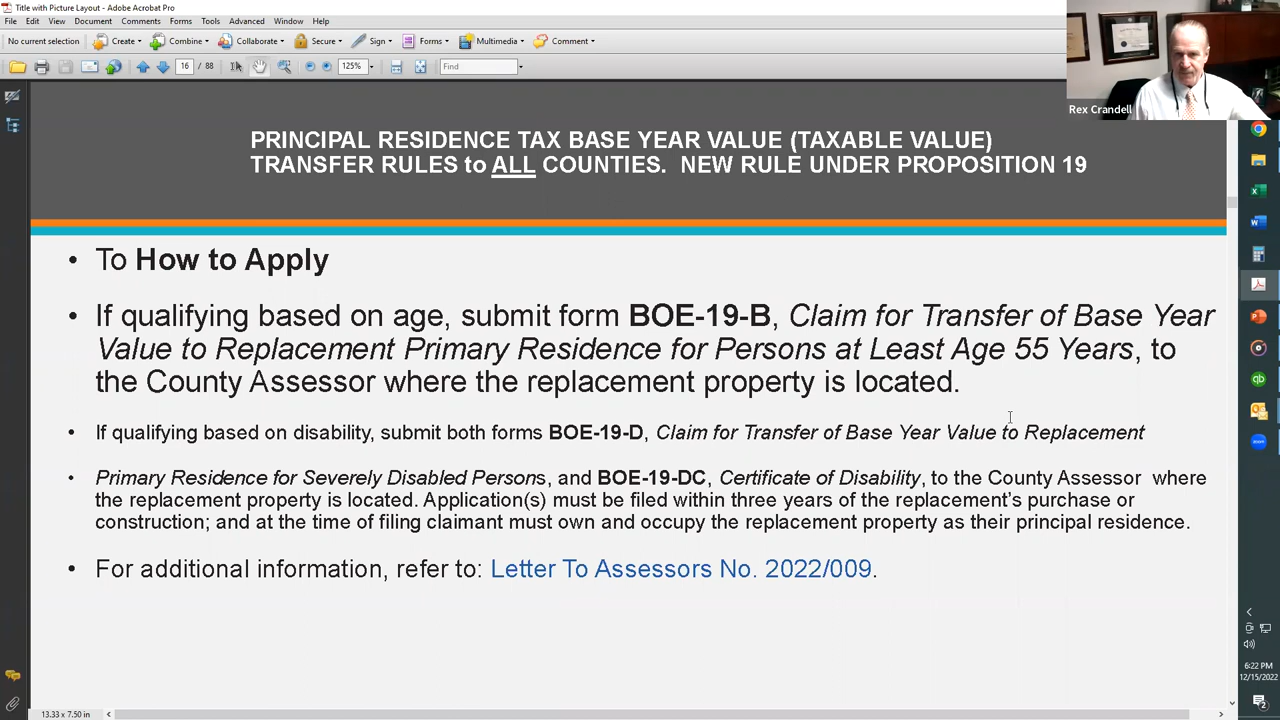 Title with Picture Layout - Adobe Acrobat Pro
File Edit View Document Comments Forms Tools Advanced Window Help
No current selection Create Combine Collaborate Secure Sign Forms Multimedia Comment
16 / 88 125% Find
Rex Crandell
PRINCIPAL RESIDENCE TAX BASE YEAR VALUE (TAXABLE VALUE)
TRANSFER RULES to ALL COUNTIES. NEW RULE UNDER PROPOSITION 19
• To How to Apply
• If qualifying based on age, submit form BOE-19-B, Claim for Transfer of Base Year
Value to Replacement Primary Residence for Persons at Least Age 55 Years, to
the County Assessor where the replacement property is located.
• If qualifying based on disability, submit both forms BOE-19-D, Claim for Transfer of Base Year Value to Replacement
• Primary Residence for Severely Disabled Persons, and BOE-19-DC, Certificate of Disability, to the County Assessor where
the replacement property is located. Application(s) must be filed within three years of the replacement’s purchase or
construction; and at the time of filing claimant must own and occupy the replacement property as their principal residence.
• For additional information, refer to: Letter To Assessors No. 2022/009.
6:22 PM
12/15/2022
2
13.33 x 7.50 in